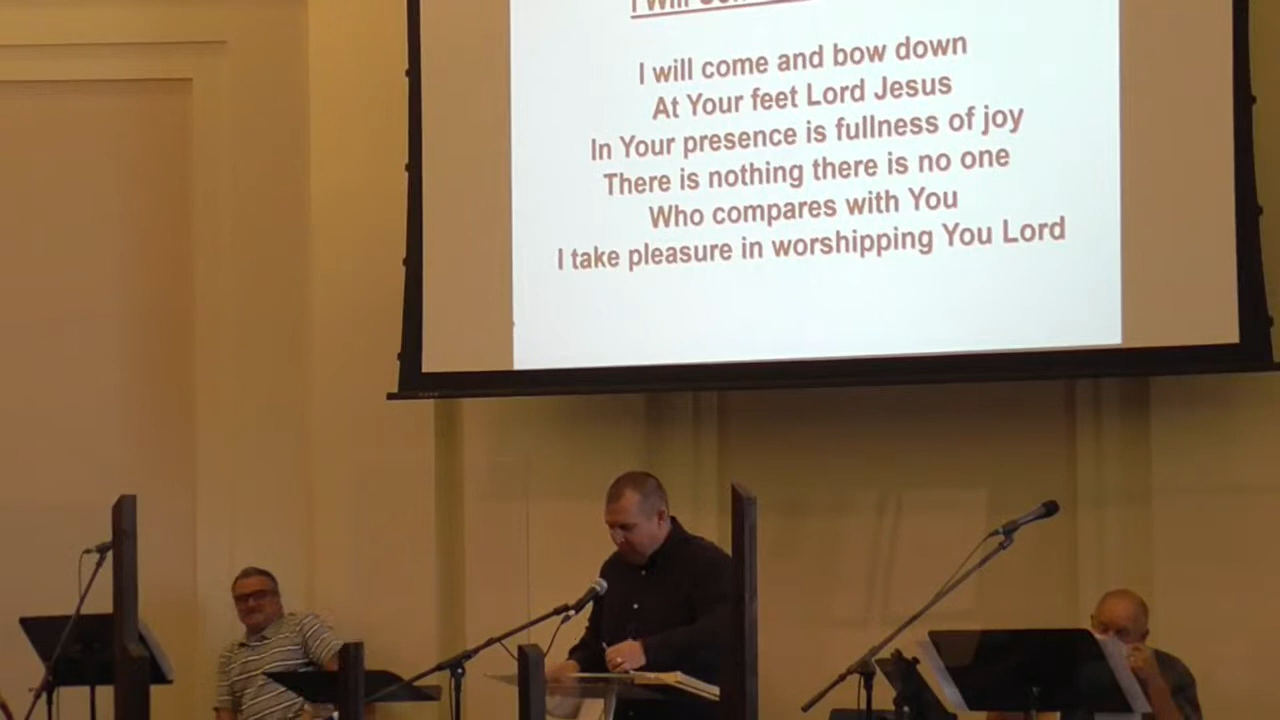 I Will
I will come and bow down
At Your feet Lord Jesus
In Your presence is fullness of joy
There is nothing there is no one
Who compares with You
I take pleasure in worshipping You Lord